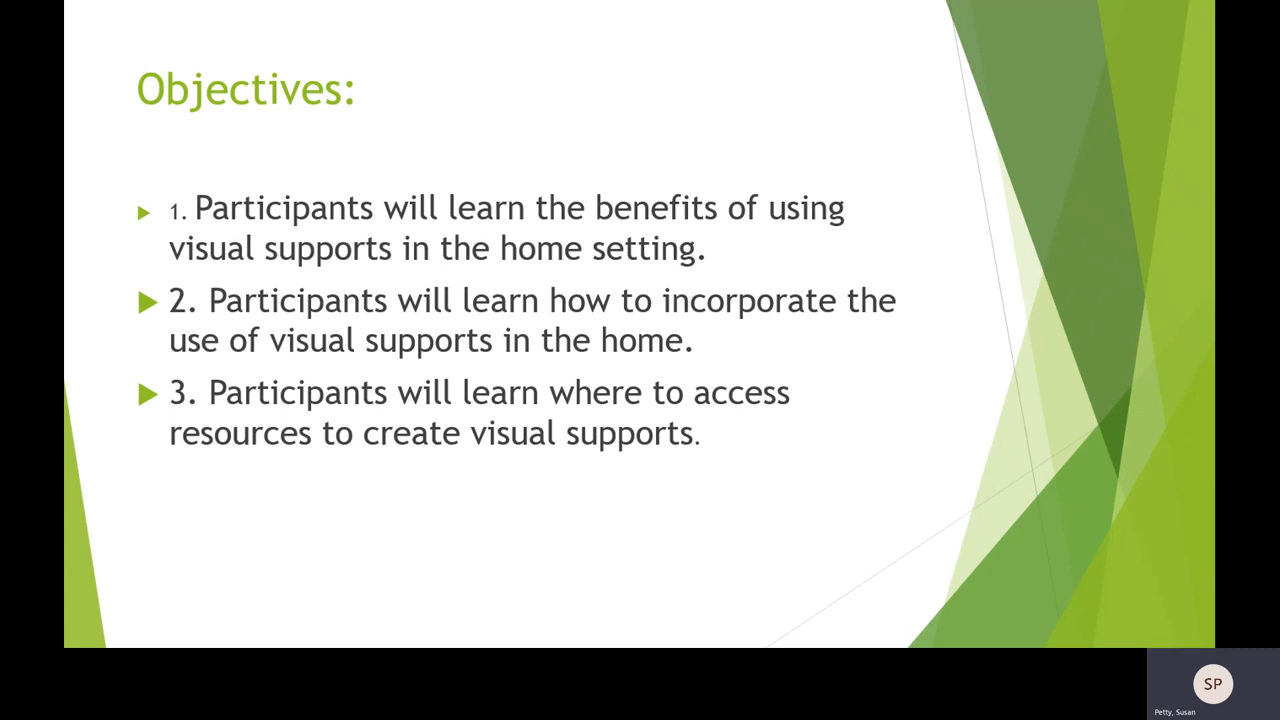 Objectives:
1. Participants will learn the benefits of using
visual supports in the home setting.
2. Participants will learn how to incorporate the
use of visual supports in the home.
3. Participants will learn where to access
resources to create visual supports.
SP
Petty, Susan